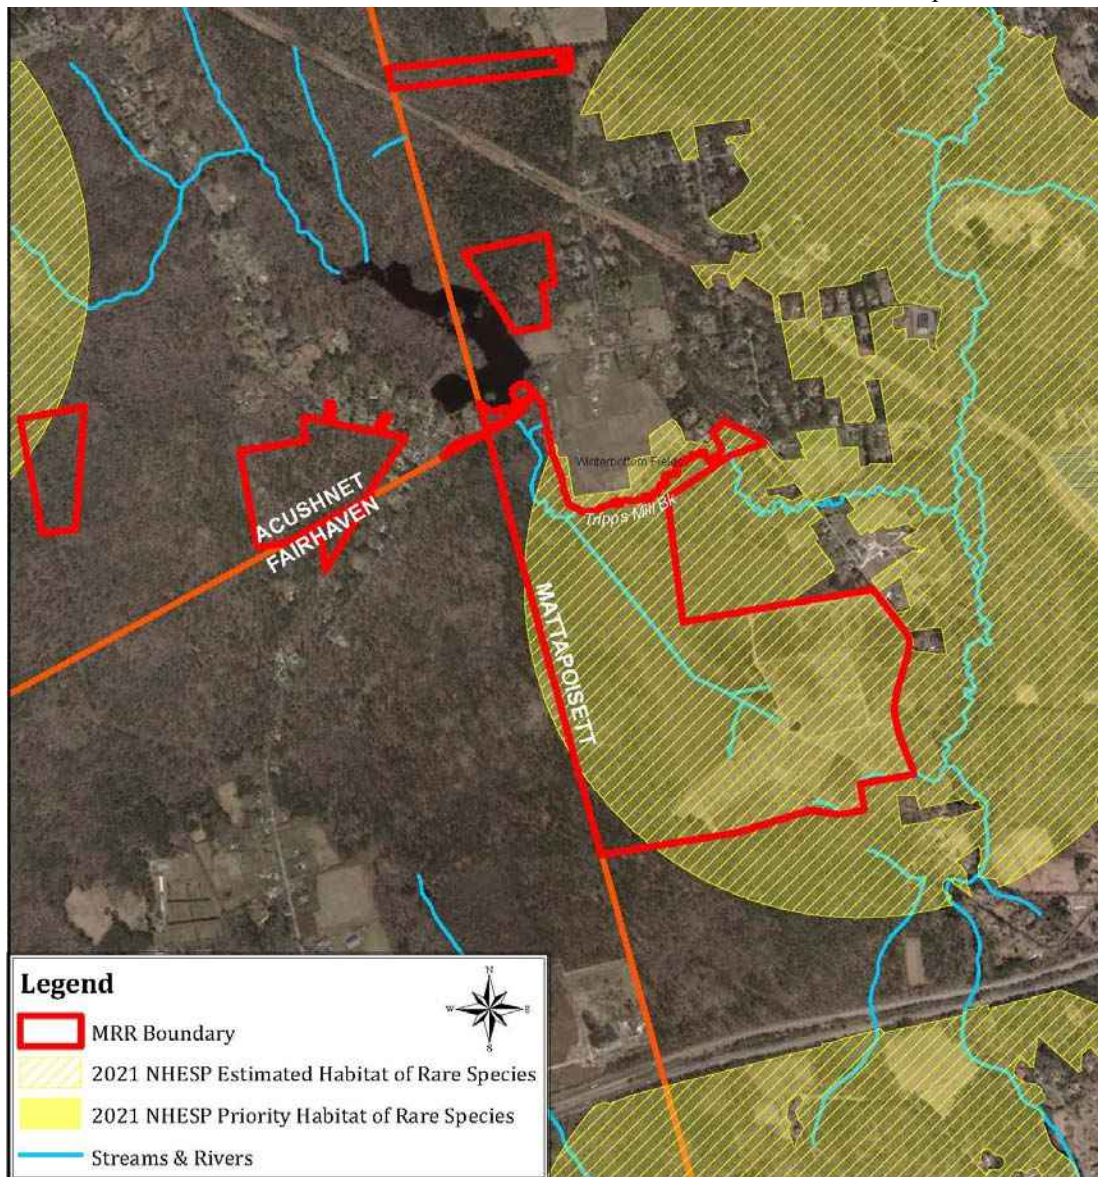 Winterbottom Fields
Tripps Mill Bk
ACUSHNET
FAIRHAVEN
MATTAPOISETT
Legend
N
W E
S
MRR Boundary
2021 NHESP Estimated Habitat of Rare Species
2021 NHESP Priority Habitat of Rare Species
Streams & Rivers